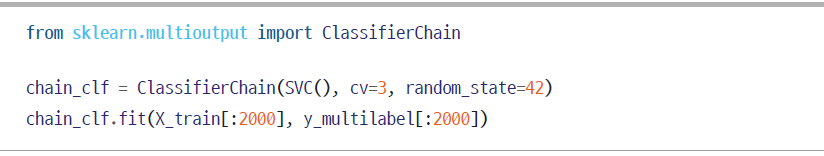 from sklearn.multioutput import ClassifierChain
chain_clf = ClassifierChain(SVC(), cv=3, random_state=42)
chain_clf.fit(X_train[:2000], y_multilabel[:2000])